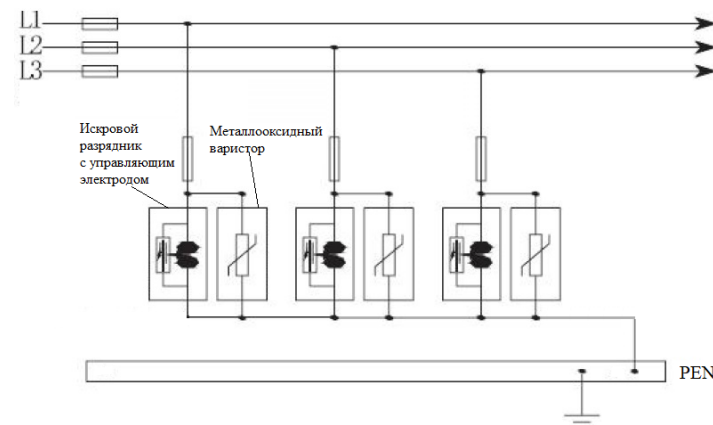 L1
L2
L3
Искровой
разрядник
с управляющим
электродом
Металлооксидный
варистор
PEN